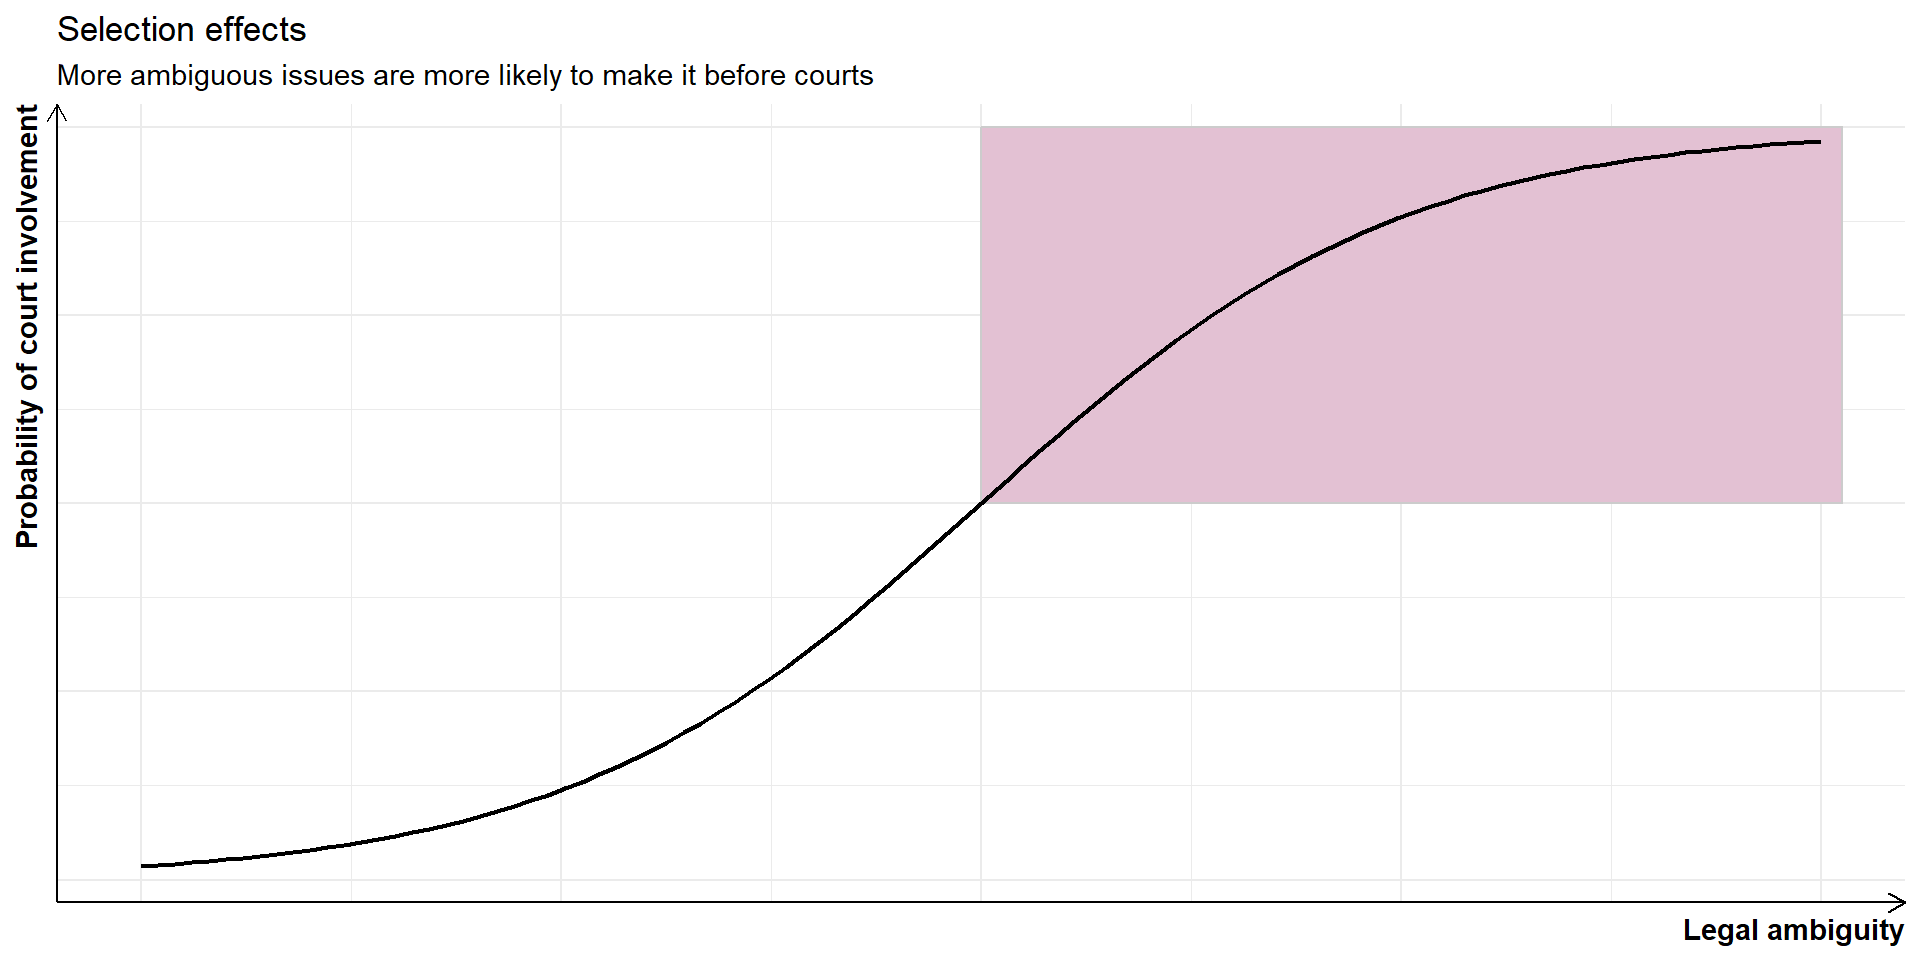 Selection effects
More ambiguous issues are more likely to make it before courts
Probability of court involvement
Legal ambiguity